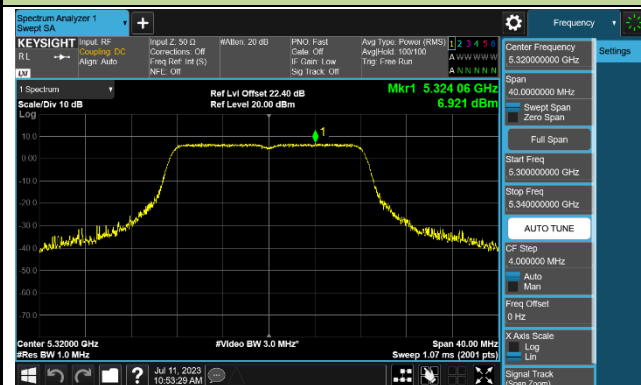 Spectrum Analyzer 1
Swept SA
Frequency
KEYSIGHT
RL
LXI
Input: RF
Coupling: DC
Align: Auto
Input Z: 50 Ω
Corrections: Off
Freq Ref: Int (S)
NFE: Off
#Atten: 20 dB
PNO: Fast
Gate: Off
IF Gain: Low
Sig Track: Off
Avg Type: Power (RMS)
Avg|Hold: 100/100
Trig: Free Run
1 2 3 4 5 6
A W W W W W
A N N N N N
1 Spectrum
Scale/Div 10 dB
Log
Ref Lvl Offset 22.40 dB
Ref Level 20.00 dBm
Mkr1 5.324 06 GHz
6.921 dBm
1
10.0
0.00
-10.0
-20.0
-30.0
-40.0
-50.0
-60.0
-70.0
Center 5.32000 GHz
#Res BW 1.0 MHz
#Video BW 3.0 MHz*
Span 40.00 MHz
Sweep 1.07 ms (2001 pts)
Center Frequency
5.320000000 GHz
Settings
Span
40.0000000 MHz
Swept Span
Zero Span
Full Span
Start Freq
5.300000000 GHz
Stop Freq
5.340000000 GHz
AUTO TUNE
CF Step
4.000000 MHz
Auto
Man
Freq Offset
0 Hz
X Axis Scale
Log
Lin
Signal Track
(Span Zoom)
?
Jul 11, 2023
10:53:29 AM